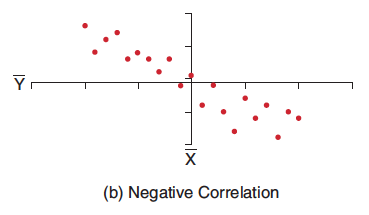 Y̅
X̅
(b) Negative Correlation